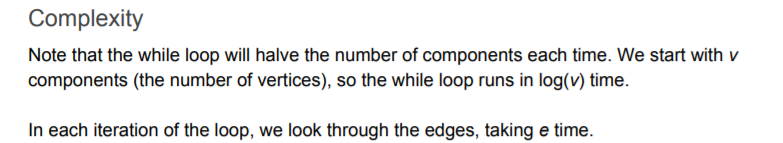 Complexity
Note that the while loop will halve the number of components each time. We start with v
components (the number of vertices), so the while loop runs in log(v) time.
In each iteration of the loop, we look through the edges, taking e time.